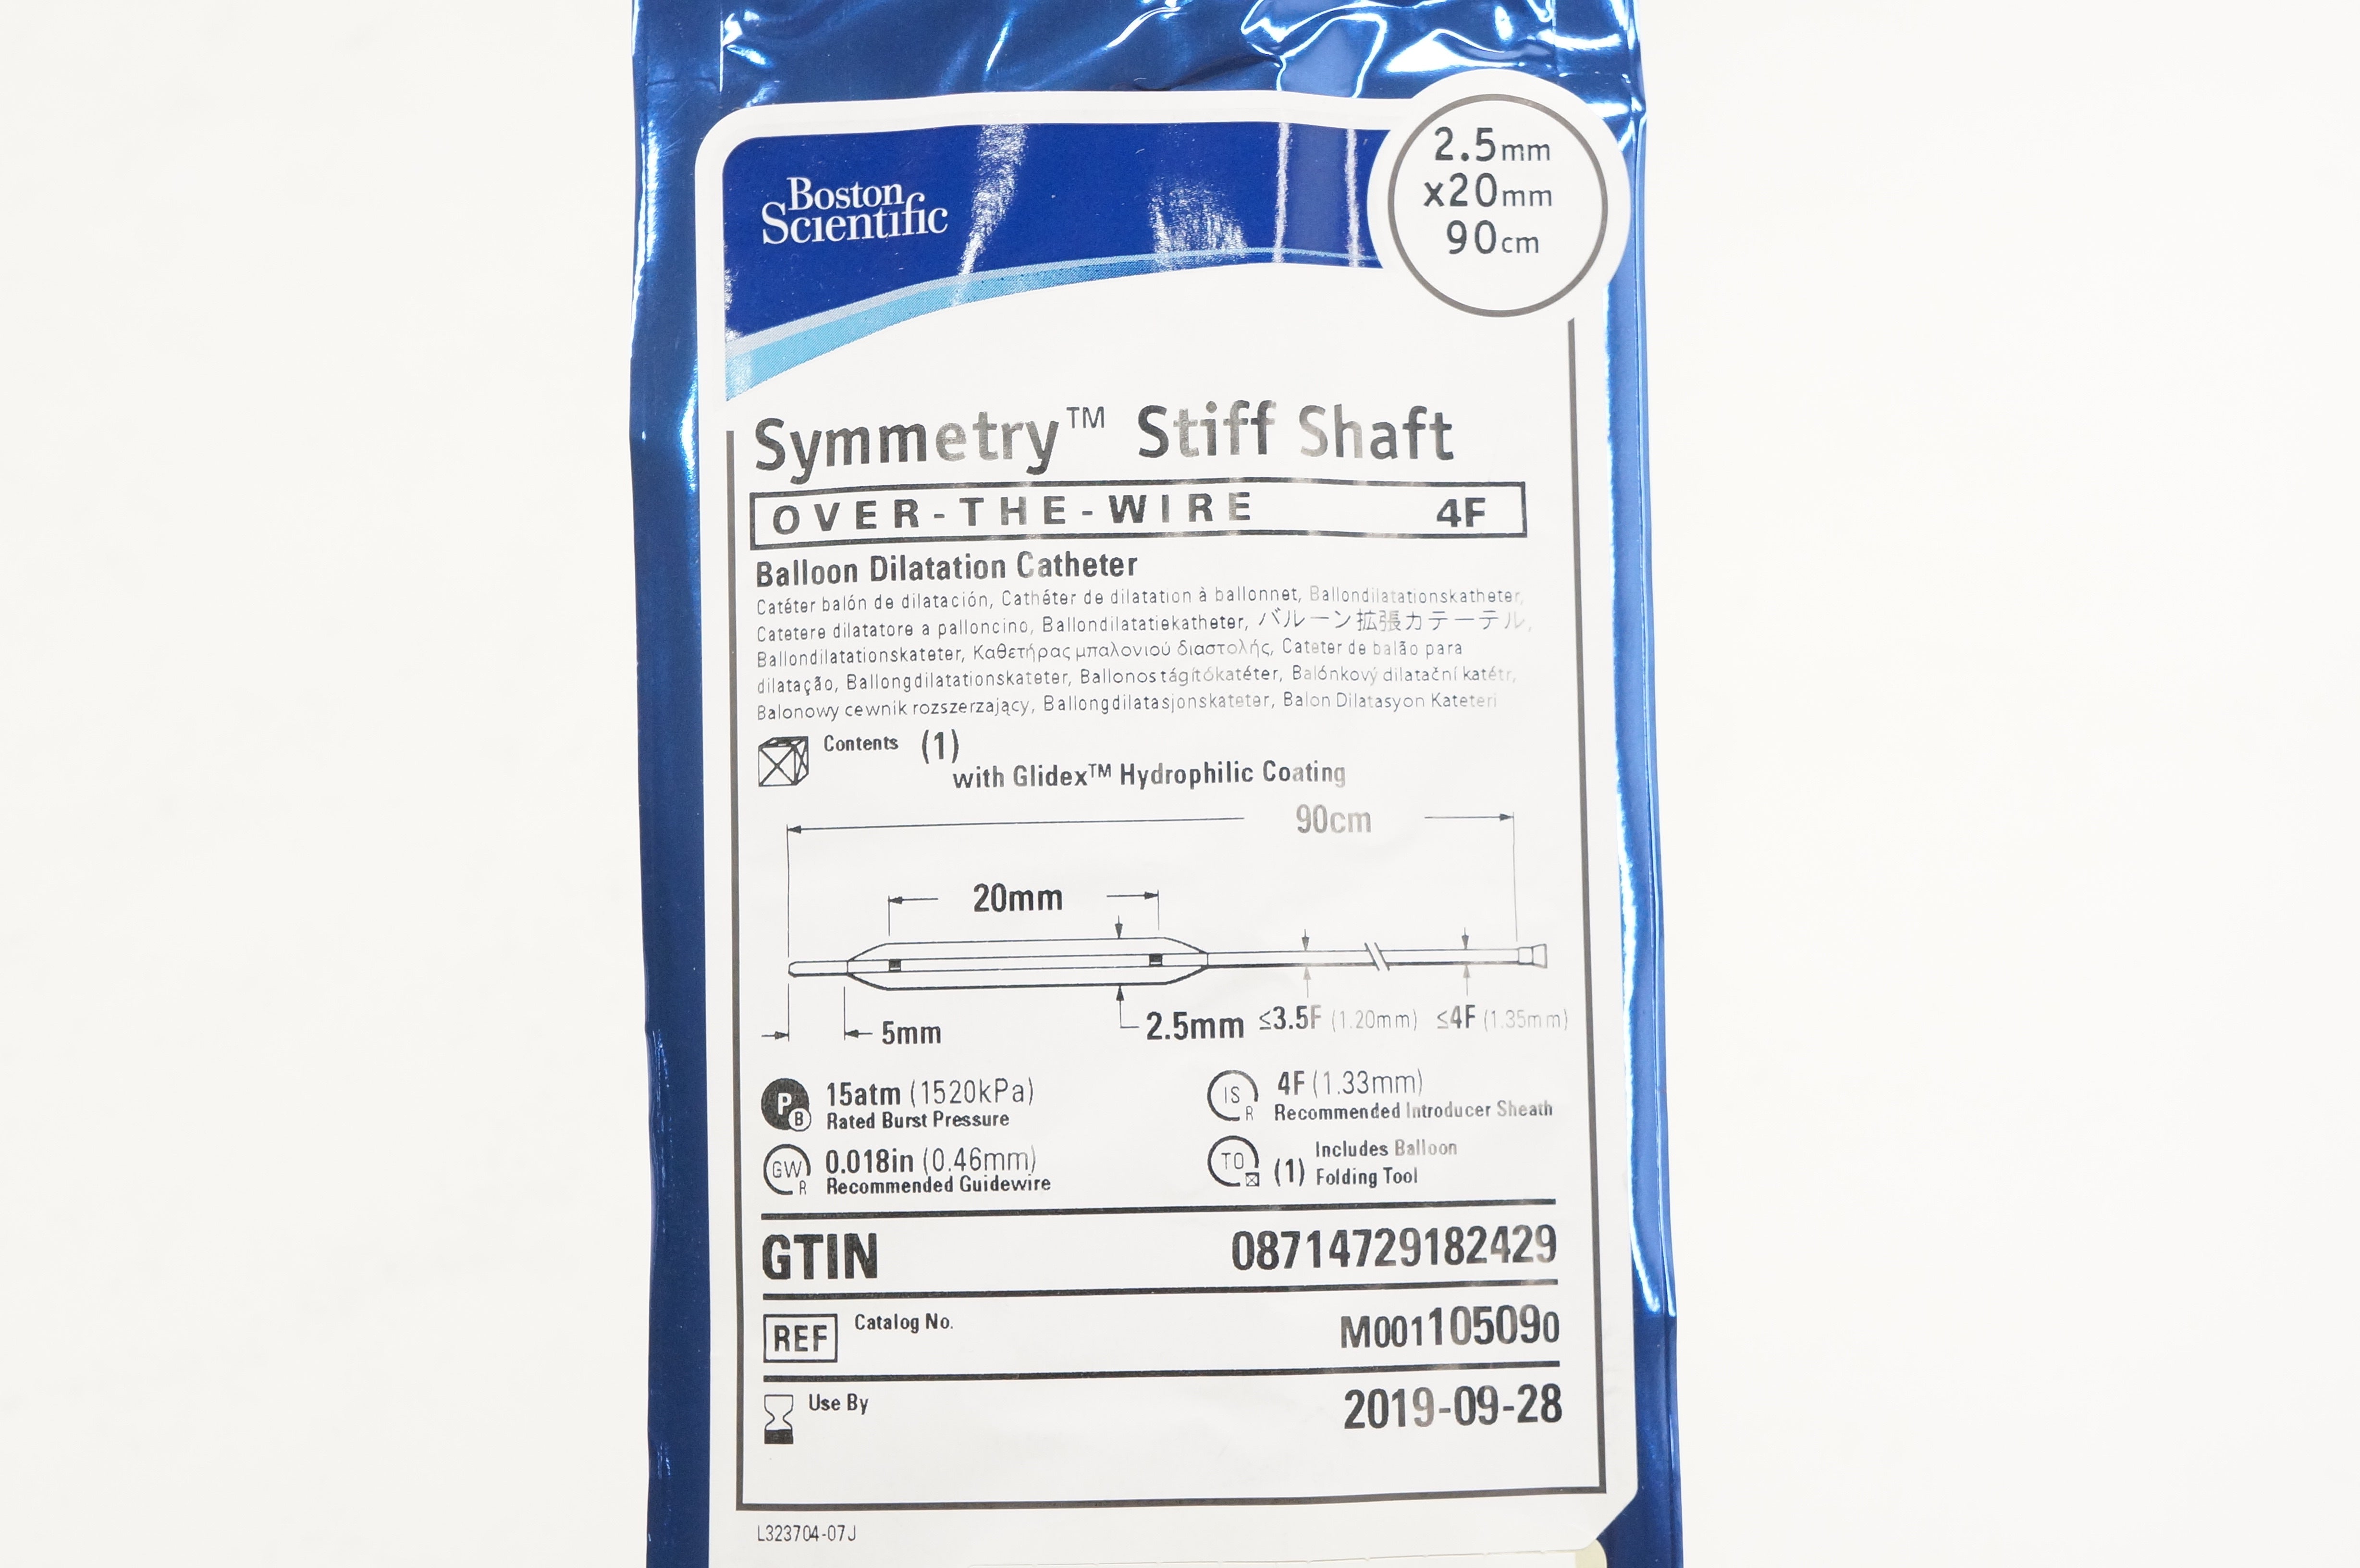 Boston
Scientific
2.5mm
x20mm
90cm
Symmetry™ Stiff Shaft
OVER-THE-WIRE 4F
Balloon Dilatation Catheter
Catéter balón de dilatación, Cathéter de dilatation à ballonnet, Ballondilatationskatheter,
Catetere dilatatore a palloncino, Ballondilatatiekatheter, バルーン拡張カテーテル,
Ballondilatationskateter, Καθετήρας μπαλονιού διαστολής, Cateter de balão para
dilatação, Ballongdilatationskateter, Ballonos tágítókatéter, Balónkový dilatační katétr,
Balonowy cewnik rozszerzający, Ballongdilatasjonskateter, Balon Dilatasyon Kateteri
Contents (1)
with Glidex™ Hydrophilic Coating
90cm
20mm
5mm
2.5mm ≤3.5F (1.20mm) ≤4F (1.35mm)
P B 15atm (1520kPa)
Rated Burst Pressure
IS R 4F (1.33mm)
Recommended Introducer Sheath
GW R 0.018in (0.46mm)
Recommended Guidewire
TO (1) Includes Balloon
Folding Tool
GTIN 08714729182429
REF Catalog No. M001105090
Use By 2019-09-28
L323704-07J